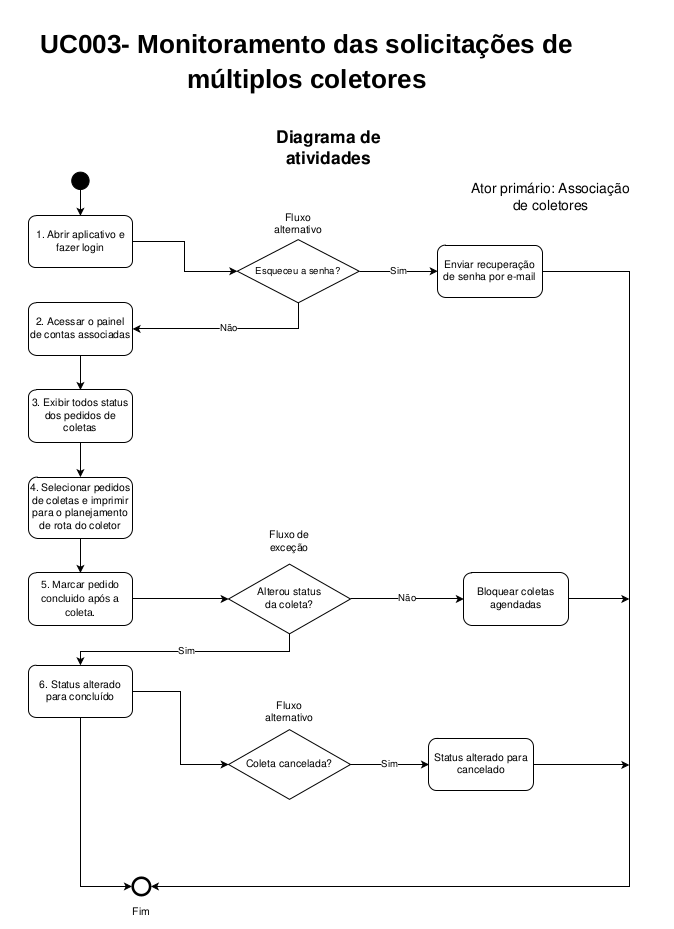 UC003- Monitoramento das solicitações de
múltiplos coletores
Diagrama de
atividades
Ator primário: Associação
de coletores
1. Abrir aplicativo e
fazer login
Fluxo
alternativo
Esqueceu a senha?
Sim
Enviar recuperação
de senha por e-mail
Não
2. Acessar o painel
de contas associadas
3. Exibir todos status
dos pedidos de
coletas
4. Selecionar pedidos
de coletas e imprimir
para o planejamento
de rota do coletor
Fluxo de
exceção
5. Marcar pedido
concluido após a
coleta.
Alterou status
da coleta?
Não
Bloquear coletas
agendadas
Sim
6. Status alterado
para concluído
Fluxo
alternativo
Coleta cancelada?
Sim
Status alterado para
cancelado
Fim